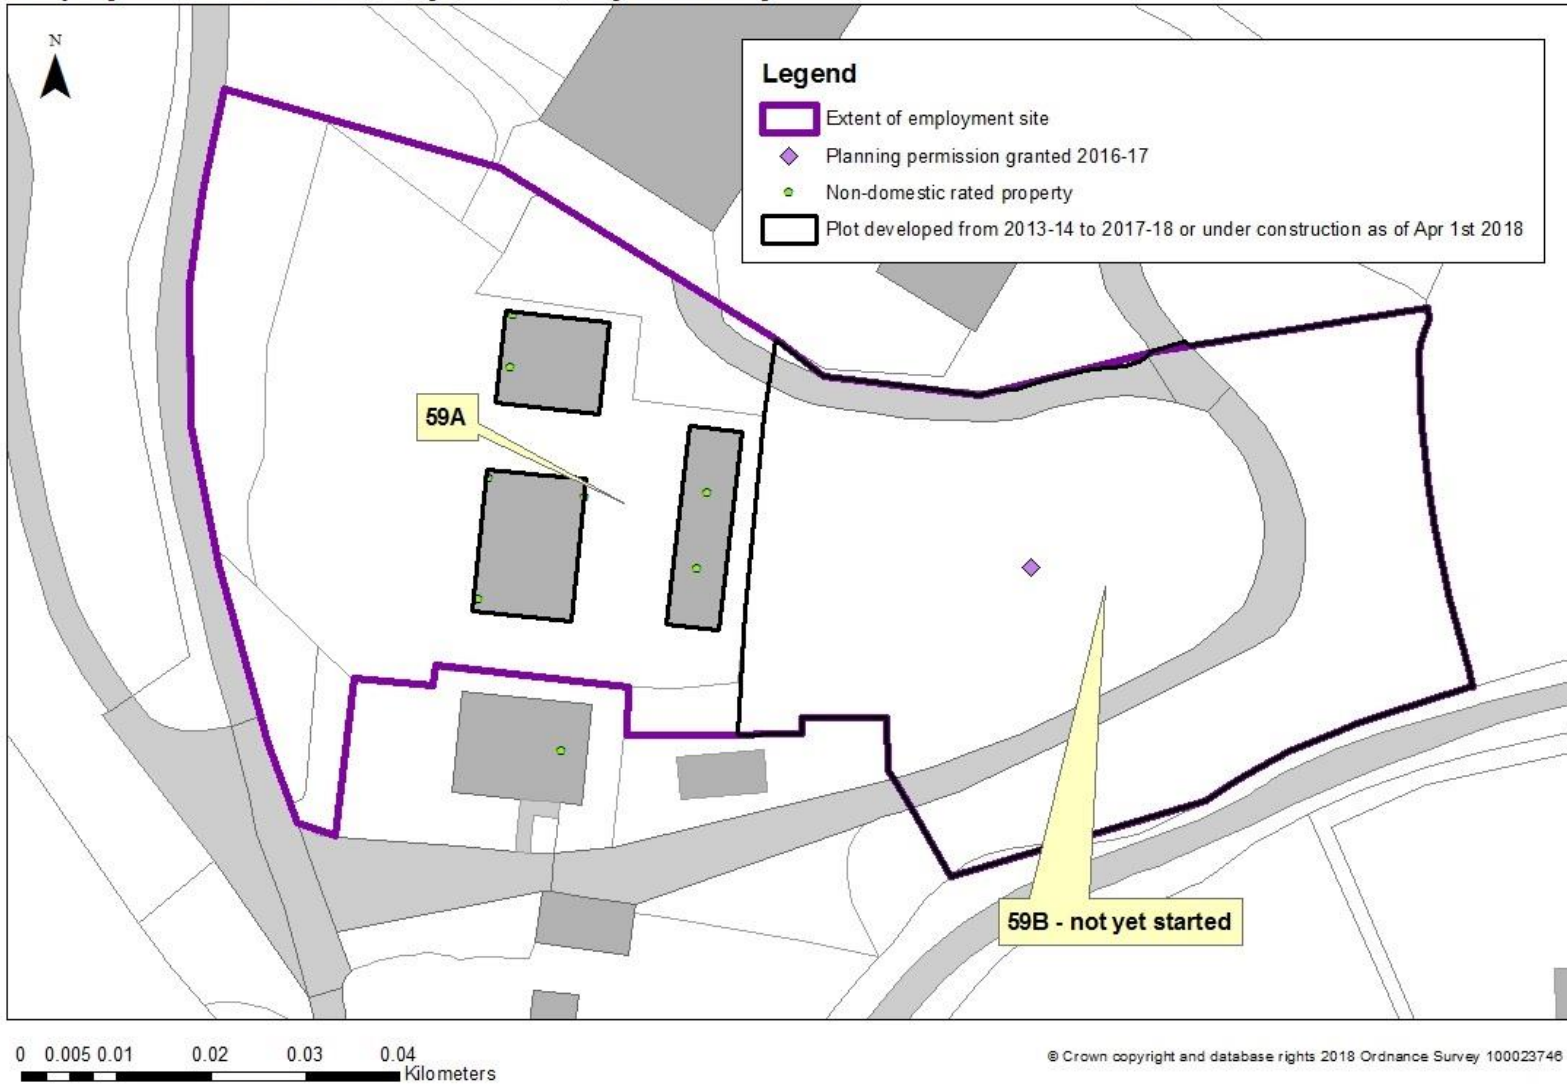 N
Legend
Extent of employment site
Planning permission granted 2016-17
Non-domestic rated property
Plot developed from 2013-14 to 2017-18 or under construction as of Apr 1st 2018
59A
59B - not yet started
0 0.005 0.01 0.02 0.03 0.04
Kilometers
© Crown copyright and database rights 2018 Ordnance Survey 100023746